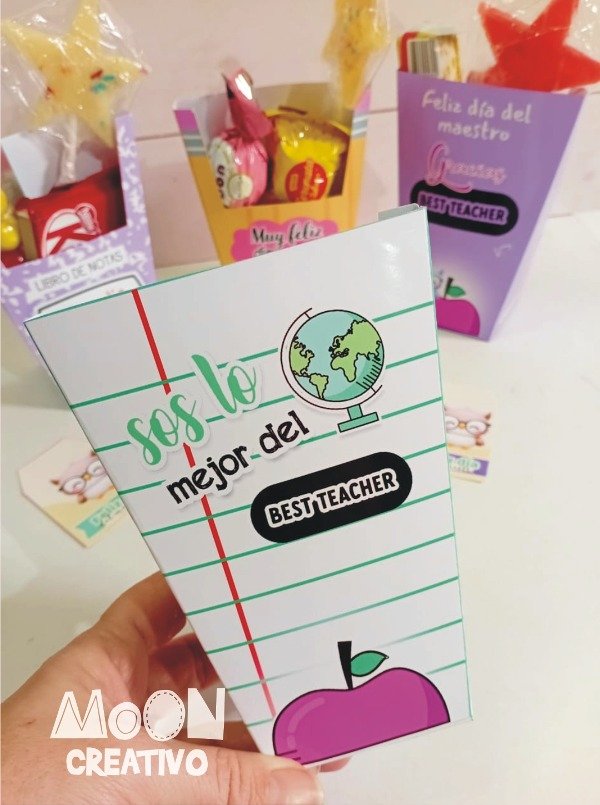 Feliz día del
maestro
Gracias
BEST TEACHER
LIBRO DE NOTAS
Muy feliz
sos lo
mejor del
BEST TEACHER
MoON
CREATIVO